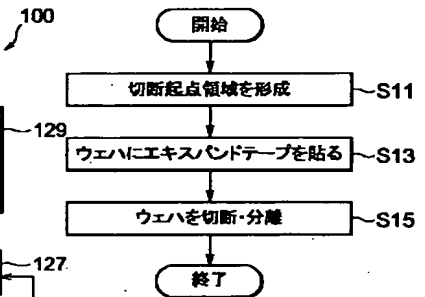 100
開始
切断起点領域を形成
S11
129
ウェハにエキスパンドテープを貼る
S13
ウェハを切断・分離
S15
127
終了